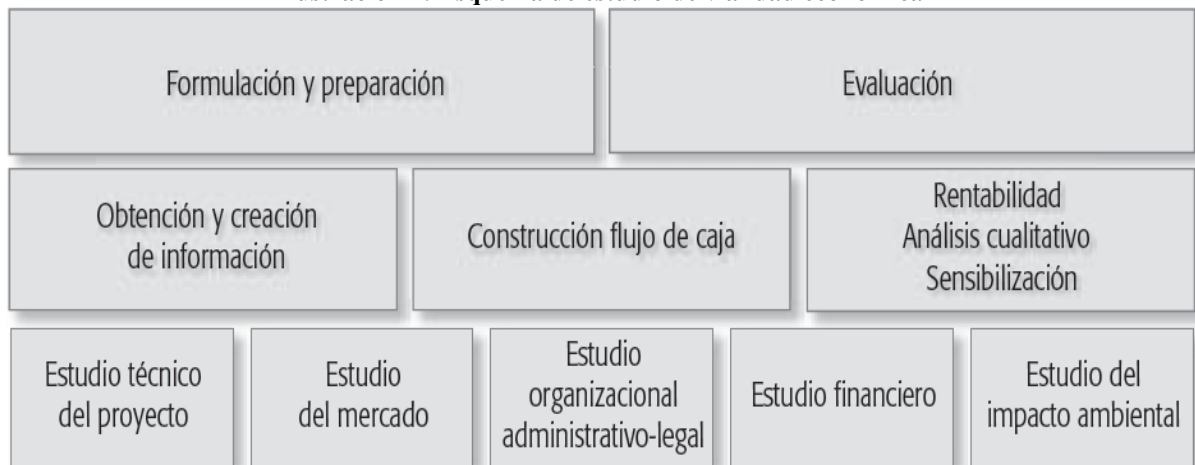 Formulación y preparación
Evaluación
Obtención y creación
de información
Construcción flujo de caja
Rentabilidad
Análisis cualitativo
Sensibilización
Estudio técnico
del proyecto
Estudio
del mercado
Estudio
organizacional
administrativo-legal
Estudio financiero
Estudio del
impacto ambiental